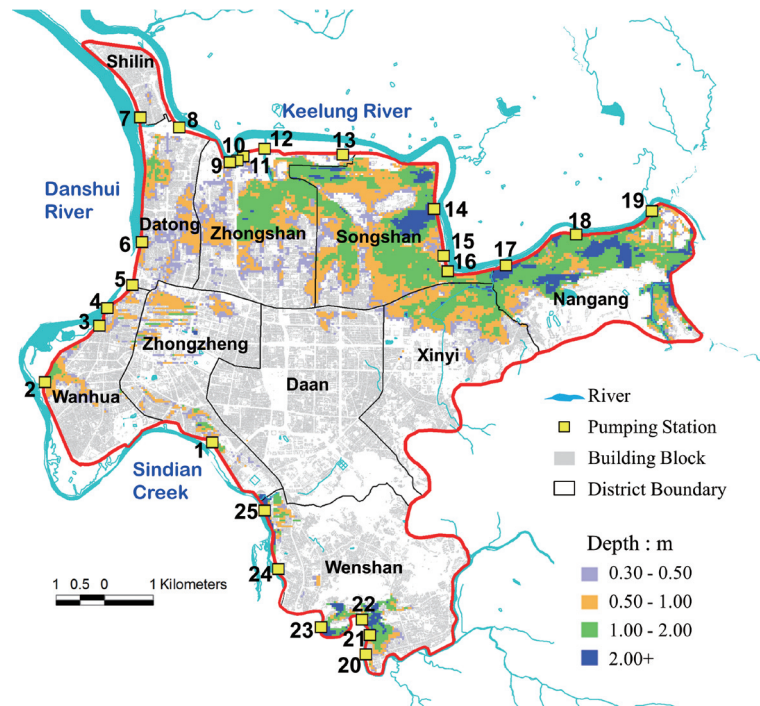 Shilin
7
8
Keelung River
10
12
13
9
11
Danshui
River
Datong
Zhongshan
Songshan
14
19
18
6
15
17
16
5
Nangang
4
3
Zhongzheng
Xinyi
2
Wanhua
Daan
River
Pumping Station
Building Block
District Boundary
1
Sindian
Creek
25
Wenshan
24
Depth : m
0.30 - 0.50
0.50 - 1.00
1.00 - 2.00
2.00+
1 0.5 0 1 Kilometers
22
23
21
20